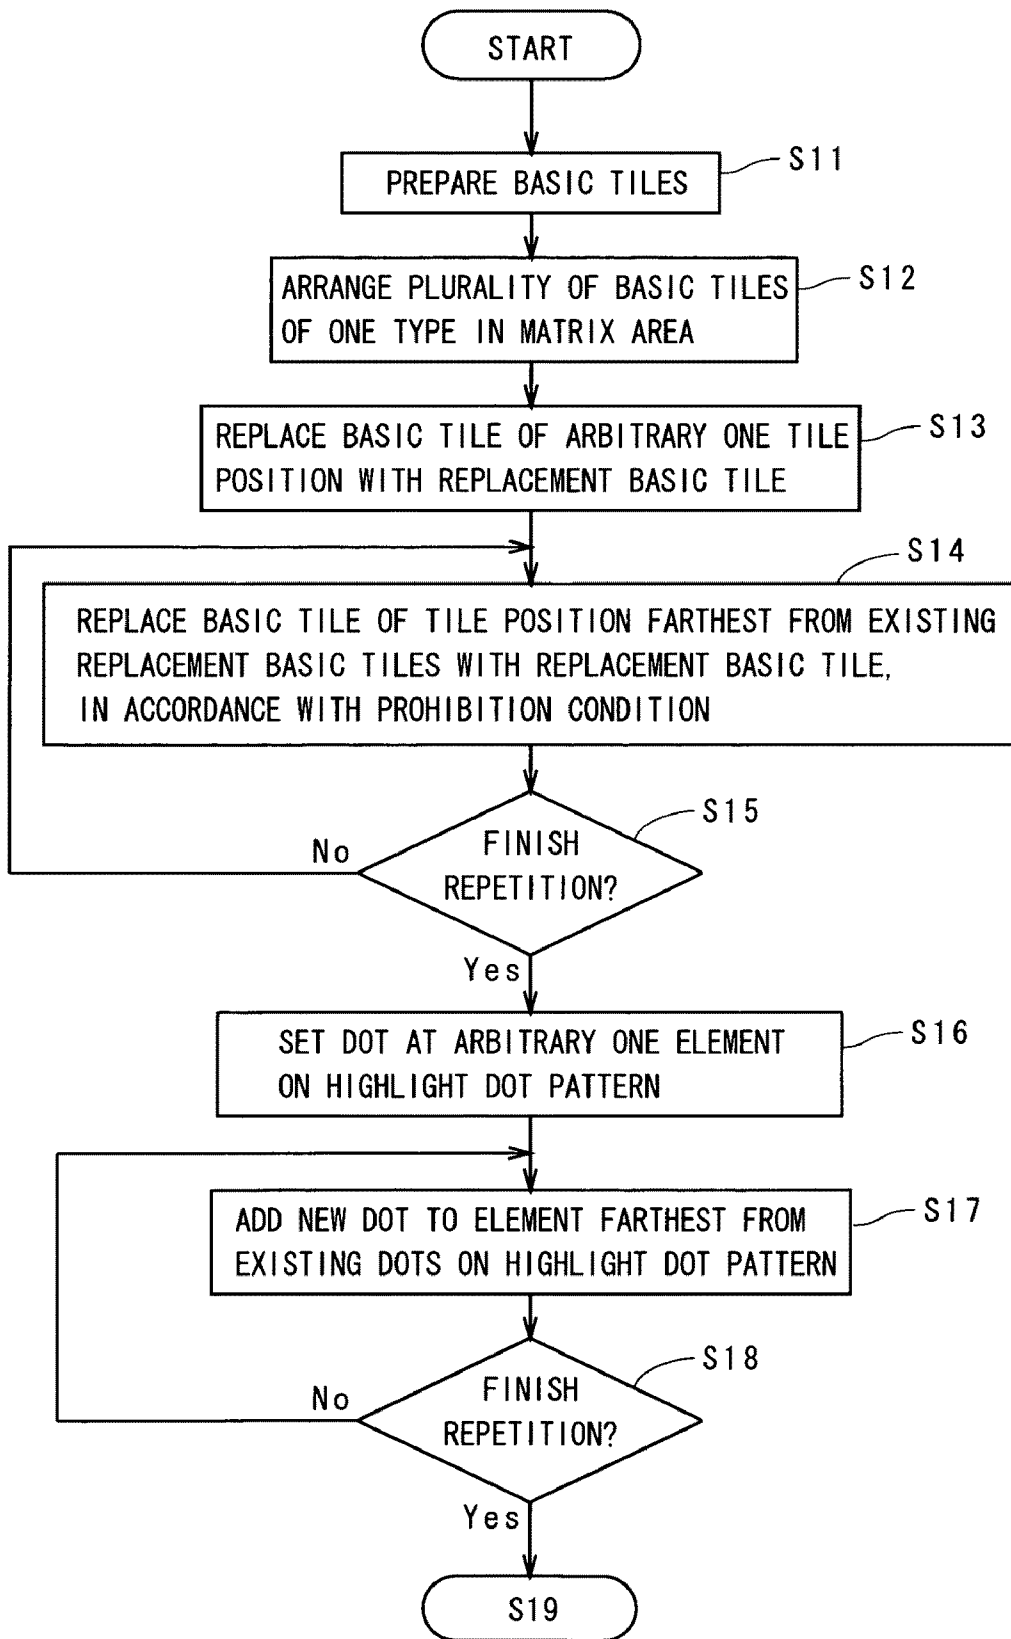 START
S11
PREPARE BASIC TILES
S12
ARRANGE PLURALITY OF BASIC TILES
OF ONE TYPE IN MATRIX AREA
S13
REPLACE BASIC TILE OF ARBITRARY ONE TILE
POSITION WITH REPLACEMENT BASIC TILE
S14
REPLACE BASIC TILE OF TILE POSITION FARTHEST FROM EXISTING
REPLACEMENT BASIC TILES WITH REPLACEMENT BASIC TILE,
IN ACCORDANCE WITH PROHIBITION CONDITION
S15
FINISH
REPETITION?
No
Yes
S16
SET DOT AT ARBITRARY ONE ELEMENT
ON HIGHLIGHT DOT PATTERN
S17
ADD NEW DOT TO ELEMENT FARTHEST FROM
EXISTING DOTS ON HIGHLIGHT DOT PATTERN
S18
FINISH
REPETITION?
No
Yes
S19